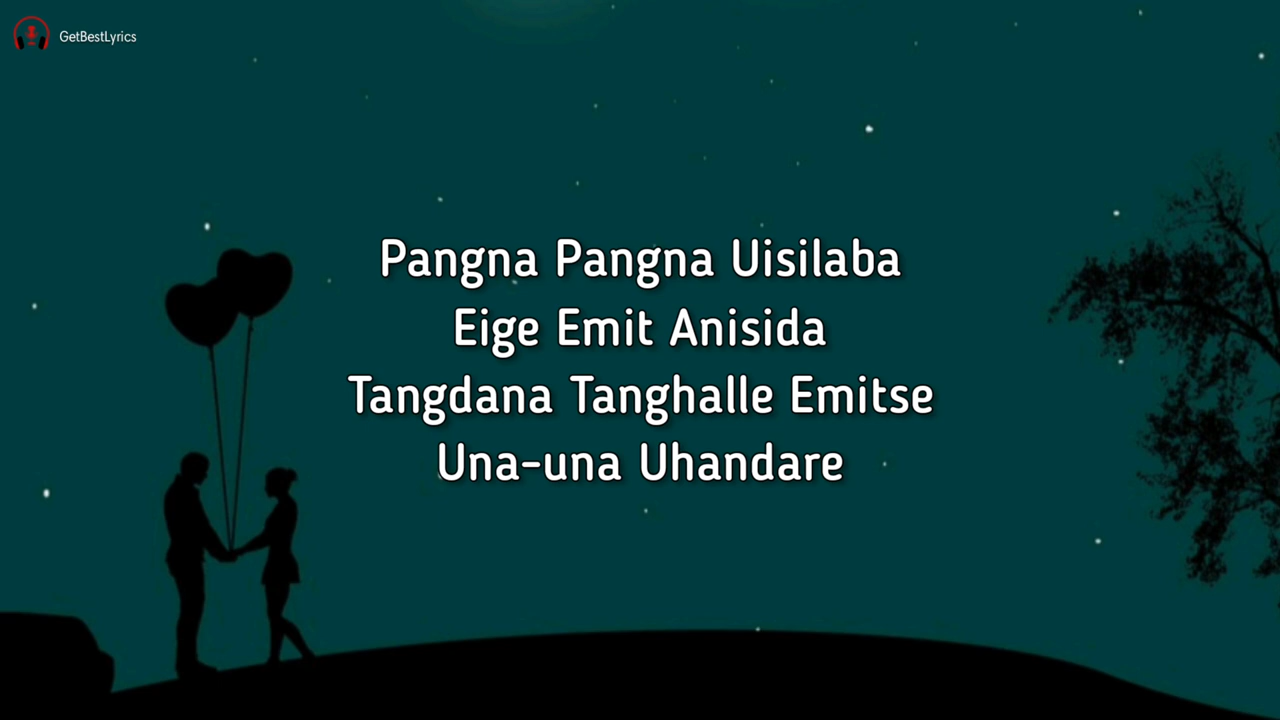 GetBestLyrics
Pangna Pangna Uisilaba
Eige Emit Anisida
Tangdana Tanghalle Emitse
Una-una Uhandare